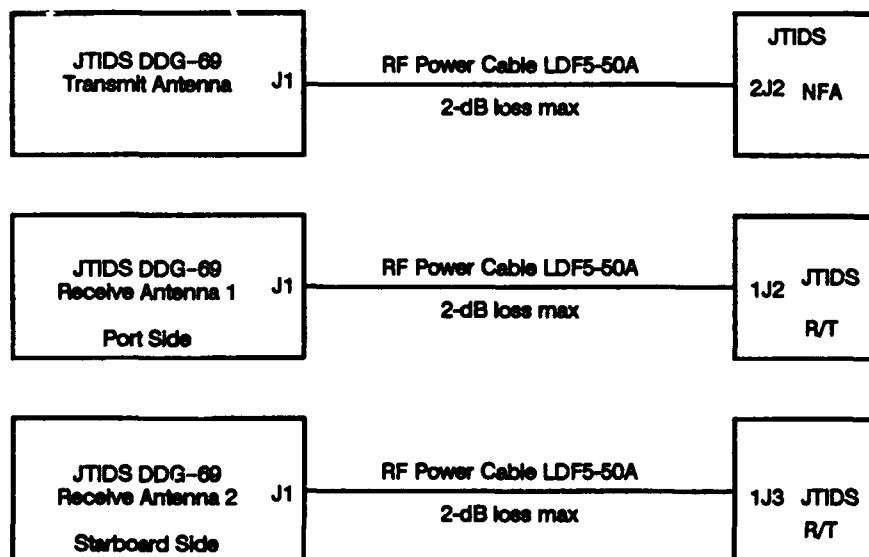 JTIDS DDG-69
Transmit Antenna
J1
RF Power Cable LDF5-50A
2-dB loss max
JTIDS
2J2 NFA
JTIDS DDG-69
Receive Antenna 1
J1
Port Side
RF Power Cable LDF5-50A
2-dB loss max
1J2 JTIDS
R/T
JTIDS DDG-69
Receive Antenna 2
J1
Starboard Side
RF Power Cable LDF5-50A
2-dB loss max
1J3 JTIDS
R/T